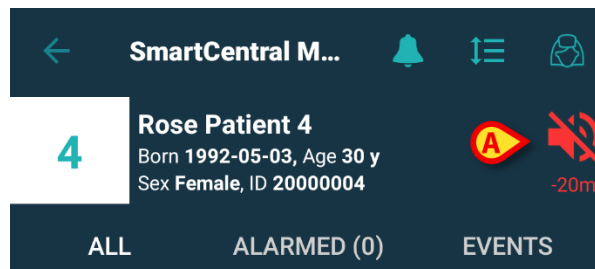 SmartCentral M...
4
Rose Patient 4
Born 1992-05-03, Age 30 y
Sex Female, ID 20000004
A
-20m
ALL ALARMED (0) EVENTS